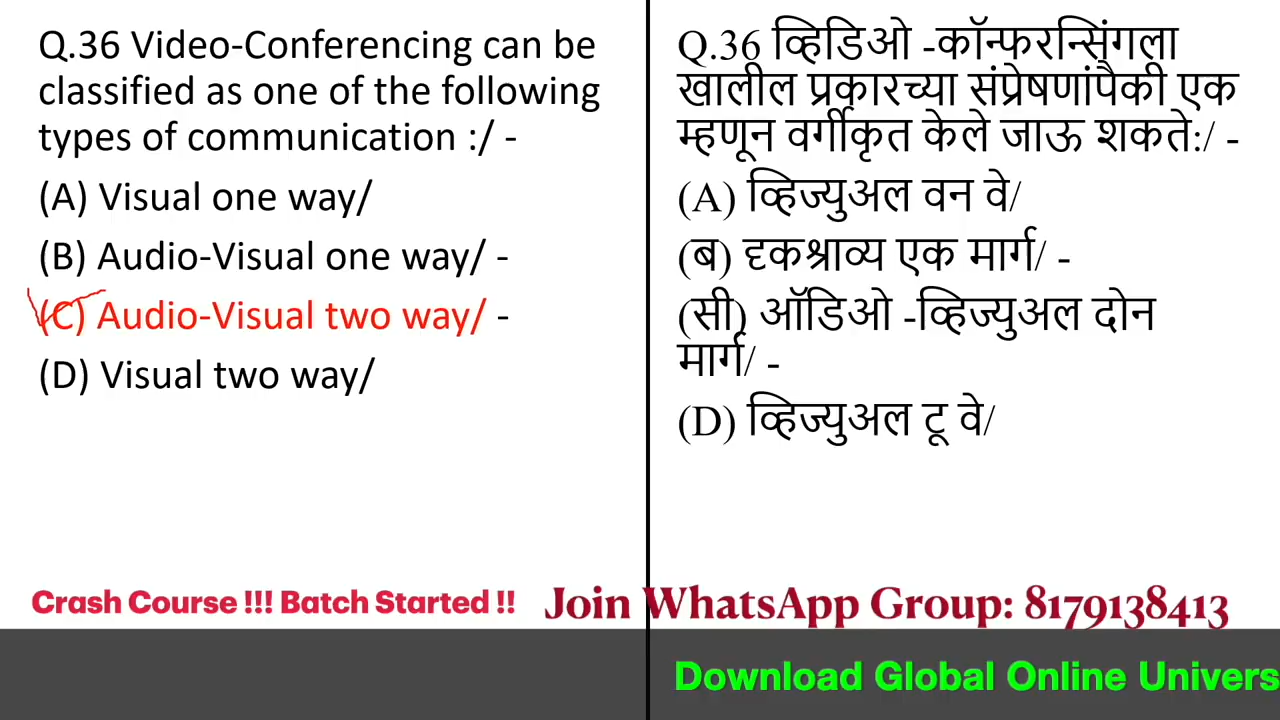 Q.36 Video-Conferencing can be
classified as one of the following
types of communication :/ -
(A) Visual one way/
(B) Audio-Visual one way/ -
(C) Audio-Visual two way/ -
(D) Visual two way/
Q.36 व्हिडिओ -कॉन्फरन्सिंगला
खालील प्रकारच्या संप्रेषणांपैकी एक
म्हणून वर्गीकृत केले जाऊ शकते:/ -
(A) व्हिज्युअल वन वे/
(ब) दृकश्राव्य एक मार्ग/ -
(सी) ऑडिओ -व्हिज्युअल दोन
मार्ग/ -
(D) व्हिज्युअल टू वे/
Crash Course !!! Batch Started !!
Join WhatsApp Group: 8179138413
Download Global Online Univers